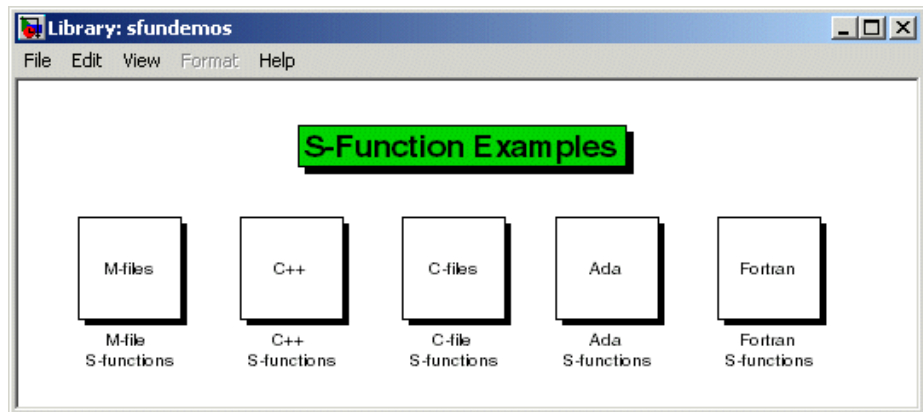 Library: sfundemos
File Edit View Format Help
S-Function Examples
M-files C++ C-files Ada Fortran
M-file C++ C-file Ada Fortran
S-functions S-functions S-functions S-functions S-functions